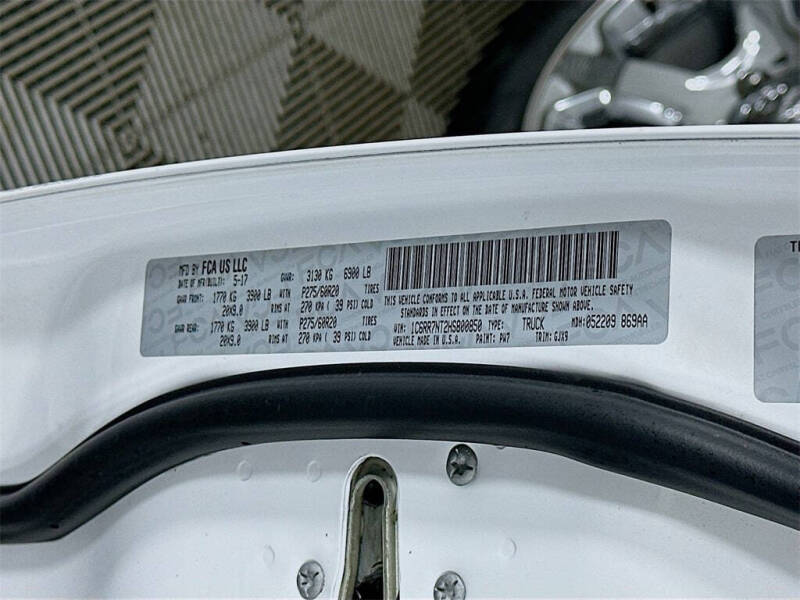 MFD BY FCA US LLC
DATE OF MFR(BUILT): 5-17 GVWR: 3130 KG 6900 LB
GAWR FRONT: 1770 KG 3900 LB WITH P275/60R20 TIRES
20X9.0 RIMS AT 270 KPA ( 39 PSI) COLD
GAWR REAR: 1770 KG 3900 LB WITH P275/60R20 TIRES
20X9.0 RIMS AT 270 KPA ( 39 PSI) COLD
THIS VEHICLE CONFORMS TO ALL APPLICABLE U.S.A. FEDERAL MOTOR VEHICLE SAFETY
STANDARDS IN EFFECT ON THE DATE OF MANUFACTURE SHOWN ABOVE.
VIN: 1C6RR7NT2HS800850 TYPE: TRUCK MDH: 052209 869AA
VEHICLE MADE IN U.S.A. PAINT: PW7 TRIM: GJX9